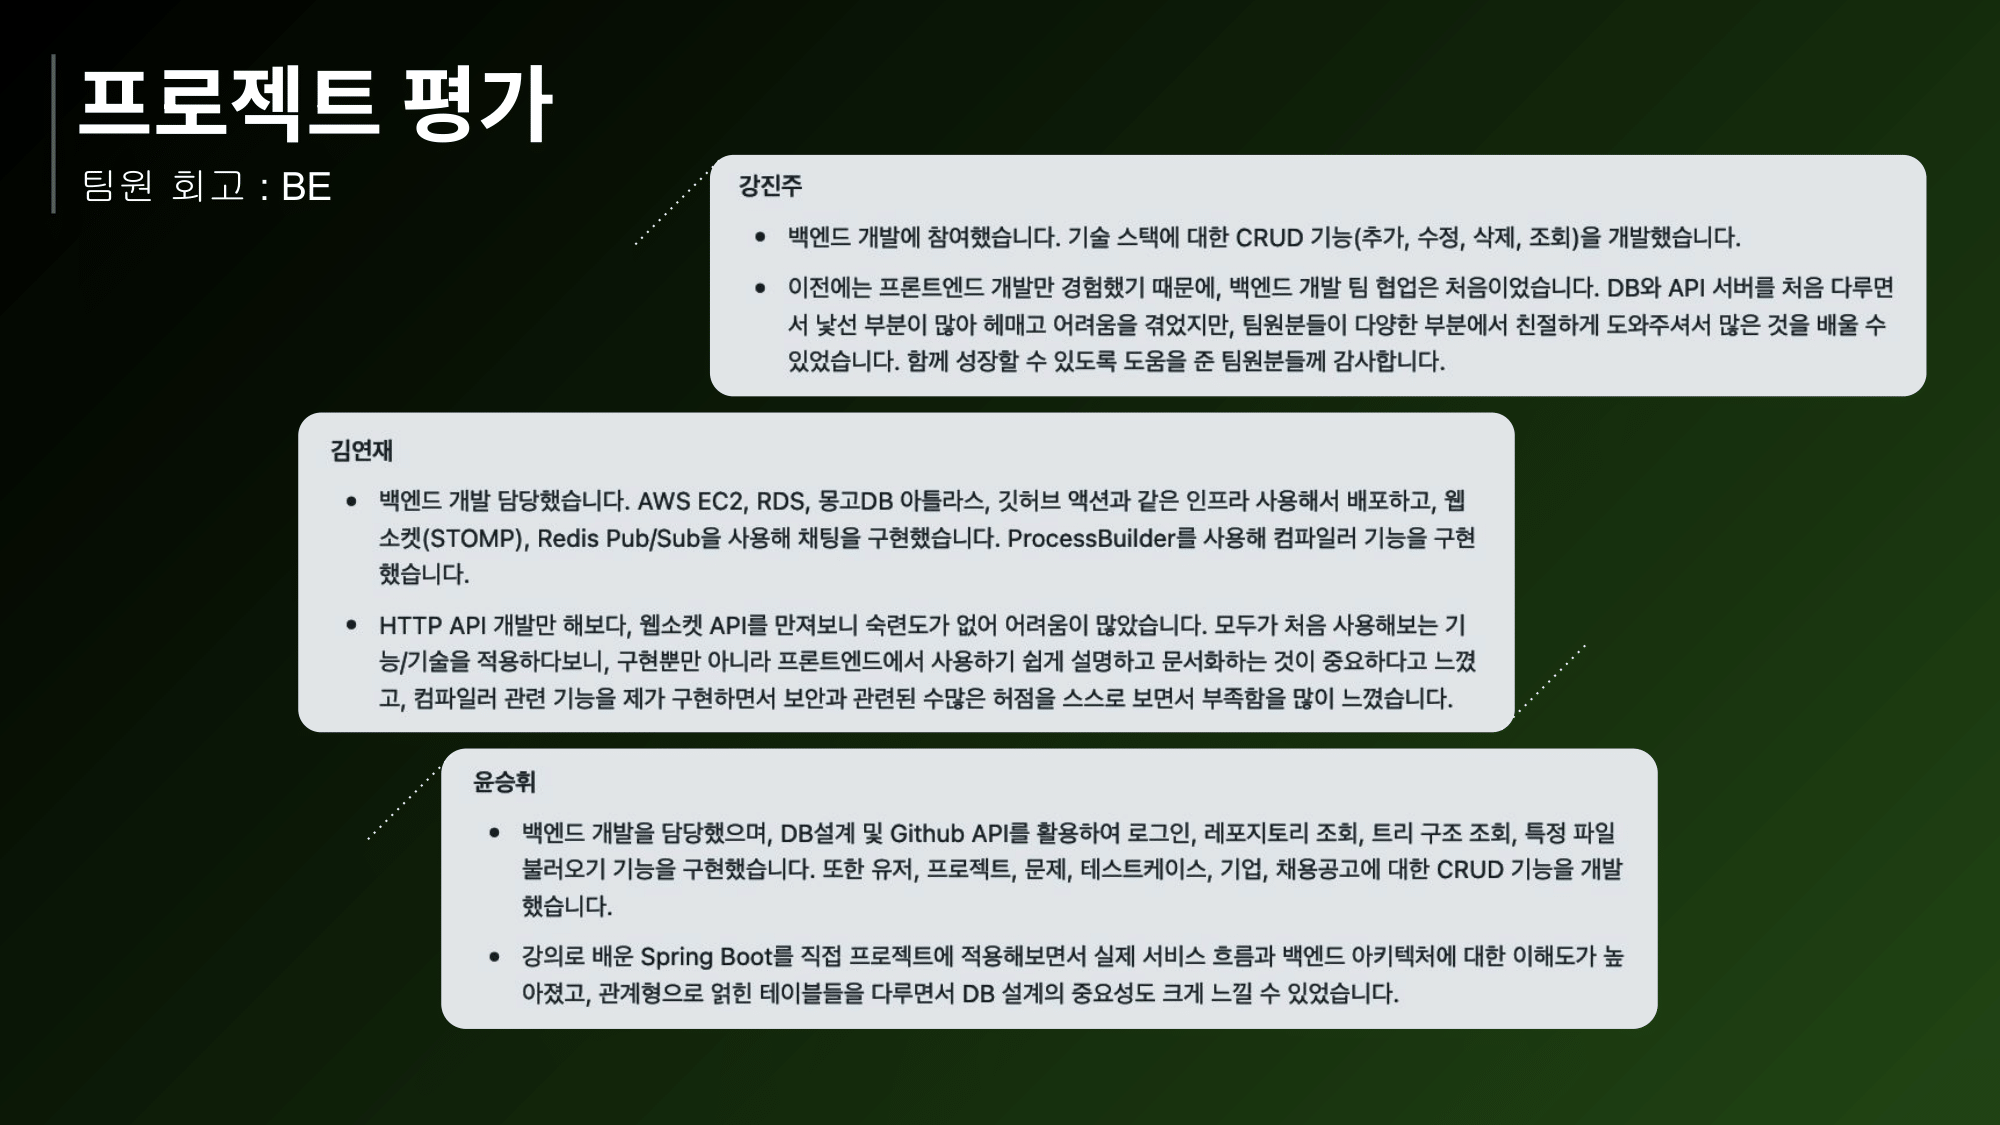 프로젝트 평가
팀원 회고 : BE
강진주
• 백엔드 개발에 참여했습니다. 기술 스택에 대한 CRUD 기능(추가, 수정, 삭제, 조회)을 개발했습니다.
• 이전에는 프론트엔드 개발만 경험했기 때문에, 백엔드 개발 팀 협업은 처음이었습니다. DB와 API 서버를 처음 다루면
서 낯선 부분이 많아 헤매고 어려움을 겪었지만, 팀원분들이 다양한 부분에서 친절하게 도와주셔서 많은 것을 배울 수
있었습니다. 함께 성장할 수 있도록 도움을 준 팀원분들께 감사합니다.
김연재
• 백엔드 개발 담당했습니다. AWS EC2, RDS, 몽고DB 아틀라스, 깃허브 액션과 같은 인프라 사용해서 배포하고, 웹
소켓(STOMP), Redis Pub/Sub을 사용해 채팅을 구현했습니다. ProcessBuilder를 사용해 컴파일러 기능을 구현
했습니다.
• HTTP API 개발만 해보다, 웹소켓 API를 만져보니 숙련도가 없어 어려움이 많았습니다. 모두가 처음 사용해보는 기
능/기술을 적용하다보니, 구현뿐만 아니라 프론트엔드에서 사용하기 쉽게 설명하고 문서화하는 것이 중요하다고 느꼈
고, 컴파일러 관련 기능을 제가 구현하면서 보안과 관련된 수많은 허점을 스스로 보면서 부족함을 많이 느꼈습니다.
윤승휘
• 백엔드 개발을 담당했으며, DB설계 및 Github API를 활용하여 로그인, 레포지토리 조회, 트리 구조 조회, 특정 파일
불러오기 기능을 구현했습니다. 또한 유저, 프로젝트, 문제, 테스트케이스, 기업, 채용공고에 대한 CRUD 기능을 개발
했습니다.
• 강의로 배운 Spring Boot를 직접 프로젝트에 적용해보면서 실제 서비스 흐름과 백엔드 아키텍처에 대한 이해도가 높
아졌고, 관계형으로 얽힌 테이블들을 다루면서 DB 설계의 중요성도 크게 느낄 수 있었습니다.